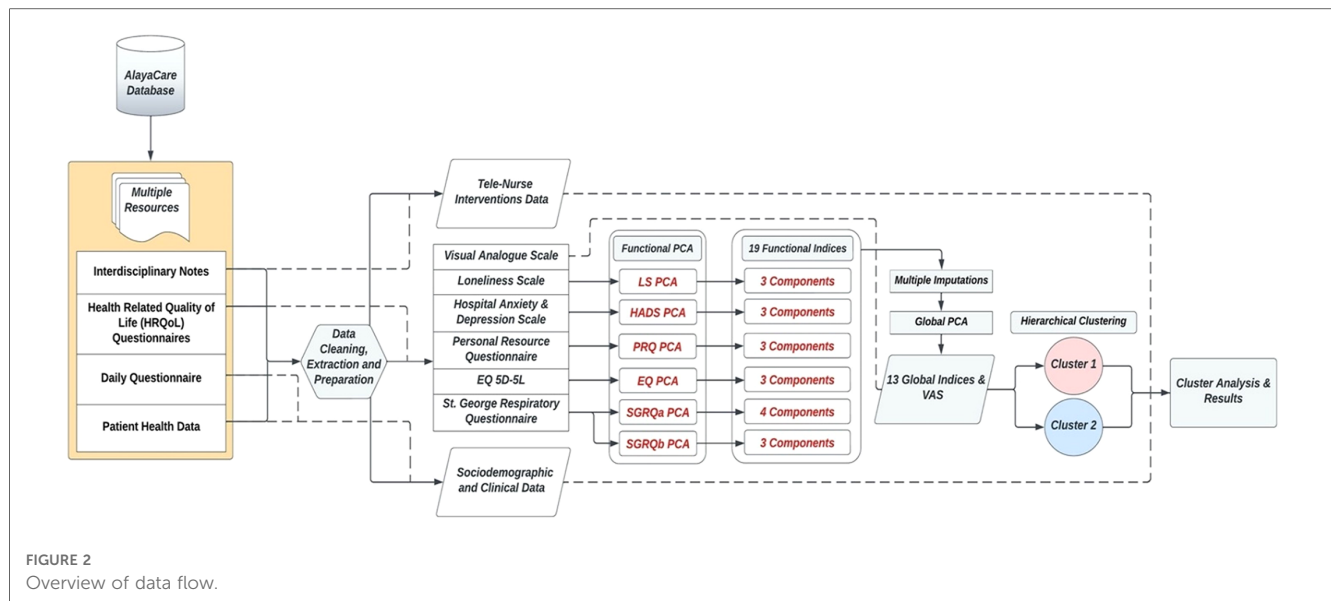 AlayaCare
Database
Multiple
Resources
Interdisciplinary Notes
Health Related Quality of
Life (HRQoL)
Questionnaires
Daily Questionnaire
Patient Health Data
Data
Cleaning,
Extraction and
Preparation
Tele-Nurse
Interventions Data
Visual Analogue Scale
Loneliness Scale
Hospital Anxiety &
Depression Scale
Personal Resource
Questionnaire
EQ 5D-5L
St. George Respiratory
Questionnaire
Sociodemographic
and Clinical Data
Functional PCA
LS PCA
HADS PCA
PRQ PCA
EQ PCA
SGRQa PCA
SGRQb PCA
19 Functional Indices
3 Components
3 Components
3 Components
3 Components
4 Components
3 Components
Multiple Imputations
Global PCA
13 Global Indices &
VAS
Hierarchical Clustering
Cluster 1
Cluster 2
Cluster Analysis &
Results
FIGURE 2
Overview of data flow.